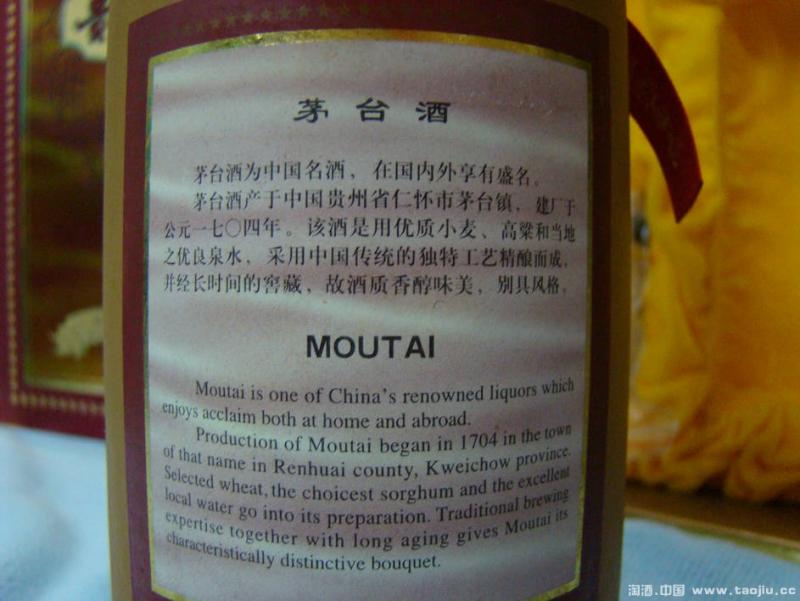 茅台酒
茅台酒为中国名酒，在国内外享有盛名。
茅台酒产于中国贵州省仁怀市茅台镇，建厂于
公元一七〇四年。该酒是用优质小麦、高粱和当地
之优良泉水，采用中国传统的独特工艺精酿而成，
并经长时间的窖藏，故酒质香醇味美，别具风格。
MOUTAI
Moutai is one of China's renowned liquors which
enjoys acclaim both at home and abroad.
Production of Moutai began in 1704 in the town
of that name in Renhuai county, Kweichow province.
Selected wheat, the choicest sorghum and the excellent
local water go into its preparation. Traditional brewing
expertise together with long aging gives Moutai its
characteristically distinctive bouquet.
淘酒.中国 www.taojiu.cc